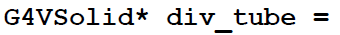 G4VSolid* div_tube =